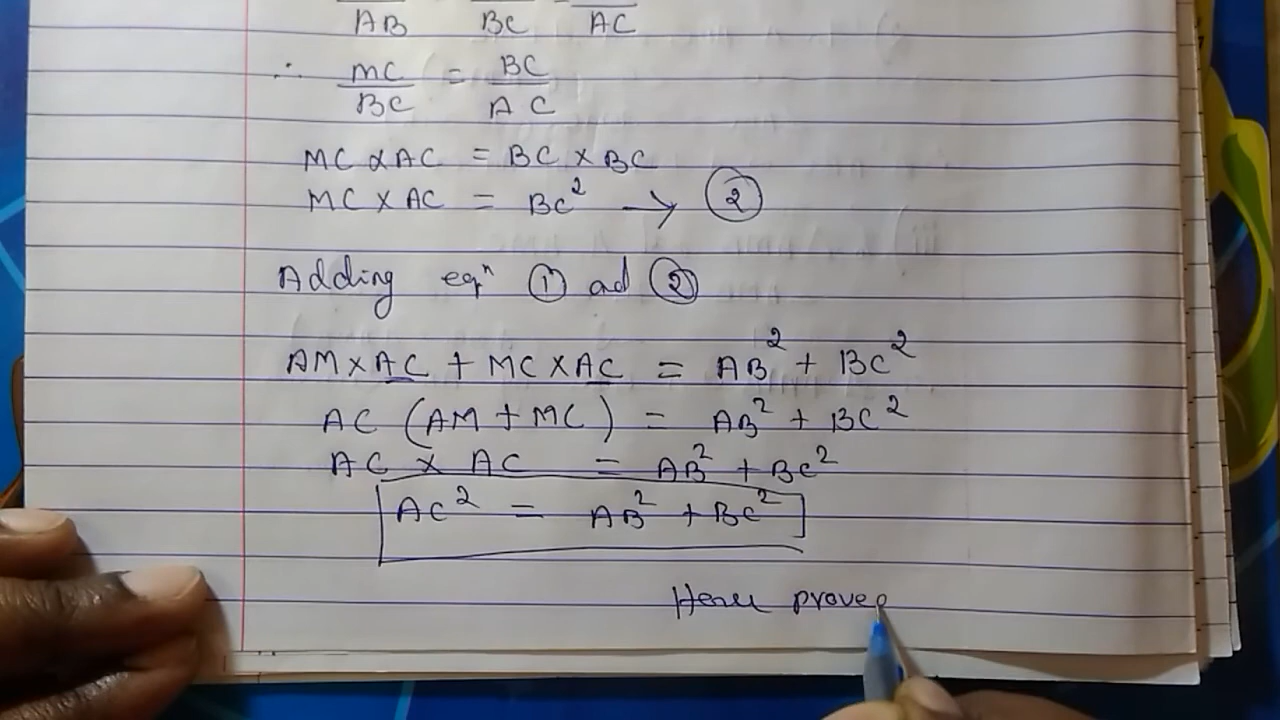 AB BC AC
∴ MC/BC = BC/AC
MC × AC = BC × BC
MC × AC = BC² → ②
Adding eqⁿ ① ad ②
AM × AC + MC × AC = AB² + BC²
AC (AM + MC) = AB² + BC²
AC × AC = AB² + BC²
AC² = AB² + BC²
Hence prove